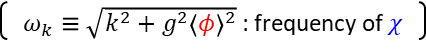 ( ω_k ≡ √(k² + g²⟨ϕ⟩²) : frequency of χ )